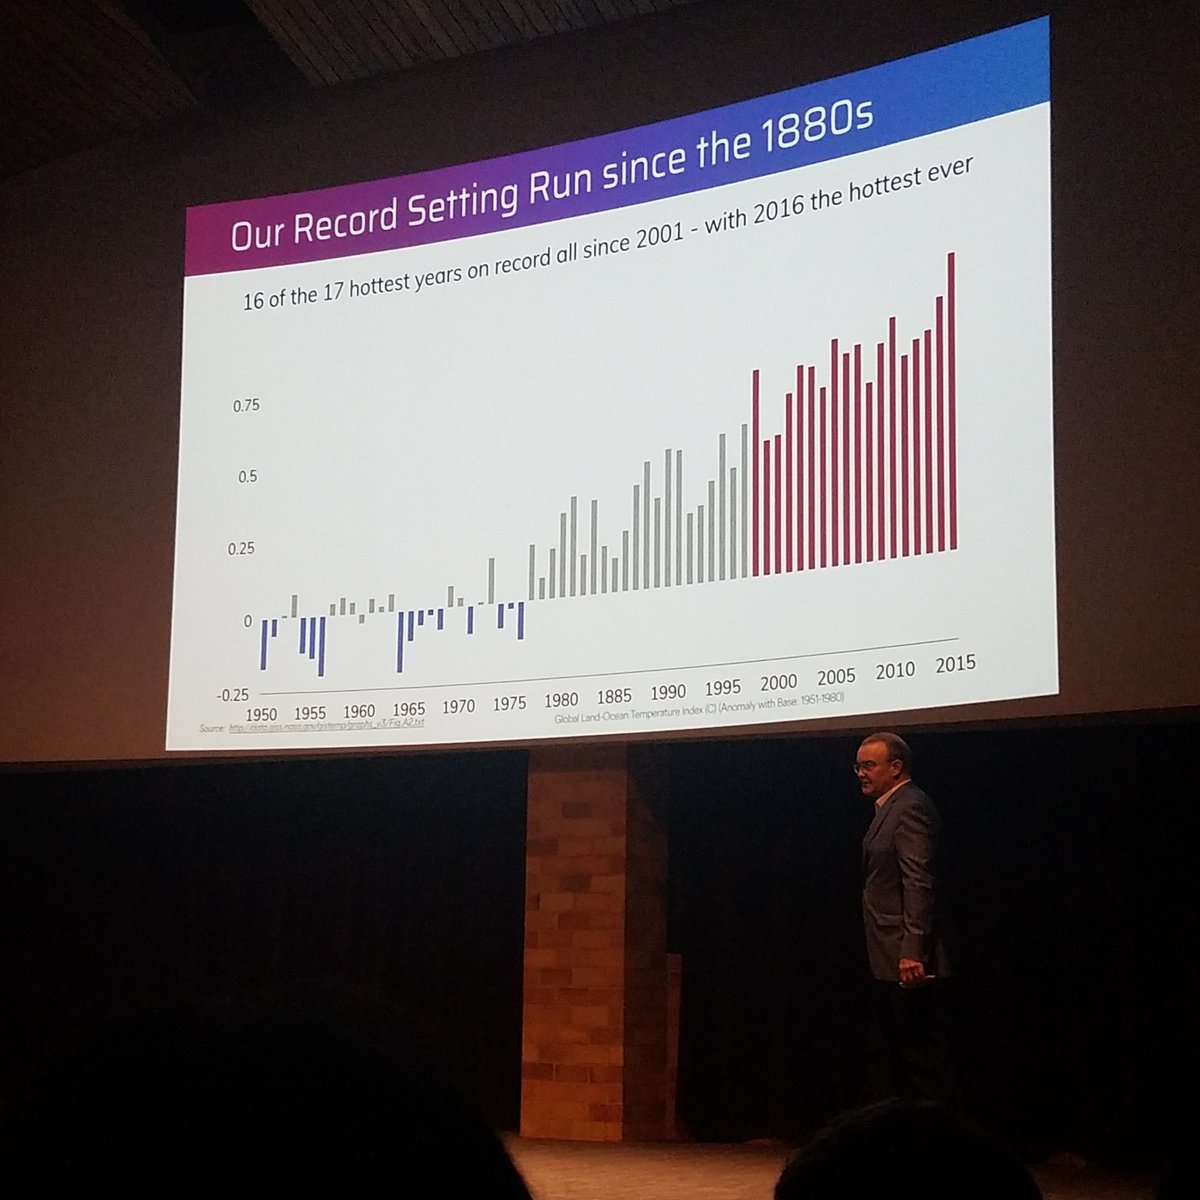 Our Record Setting Run since the 1880s
16 of the 17 hottest years on record all since 2001 - with 2016 the hottest ever
0.75
0.5
0.25
0
-0.25
1950 1955 1960 1965 1970 1975 1980 1885 1990 1995 2000 2005 2010 2015
Source: http://data.giss.nasa.gov/gistemp/graphs_v3/Fig.A2.txt
Global Land-Ocean Temperature Index (C) (Anomaly with Base: 1951-1980)